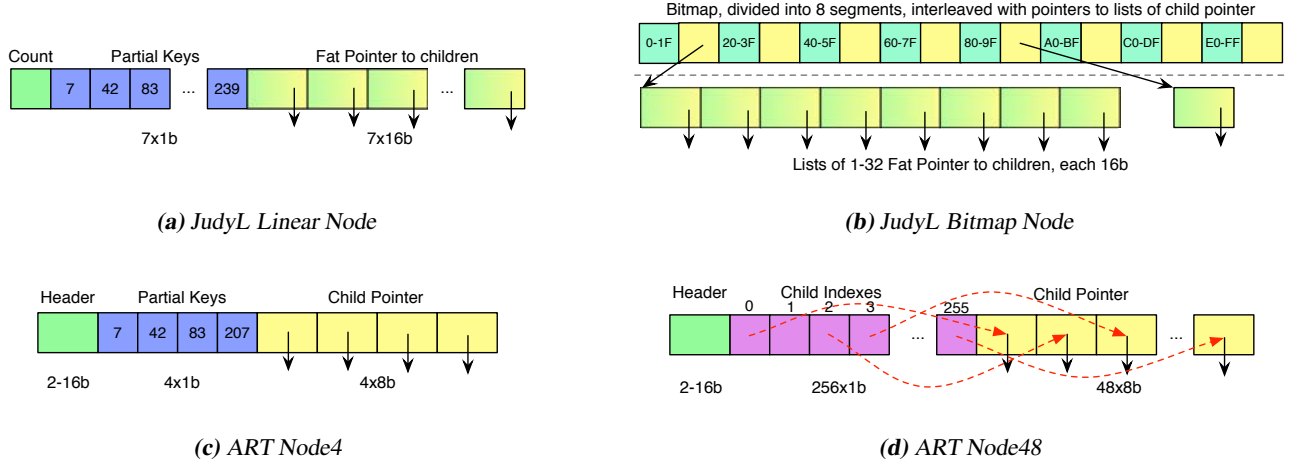 Count Partial Keys Fat Pointer to children
7 42 83 ... 239 ...
7x1b 7x16b
(a) JudyL Linear Node
Bitmap, divided into 8 segments, interleaved with pointers to lists of child pointer
0-1F 20-3F 40-5F 60-7F 80-9F A0-BF C0-DF E0-FF
Lists of 1-32 Fat Pointer to children, each 16b
(b) JudyL Bitmap Node
Header Partial Keys Child Pointer
7 42 83 207
2-16b 4x1b 4x8b
(c) ART Node4
Header Child Indexes Child Pointer
0 1 2 3 255
... ...
2-16b 256x1b 48x8b
(d) ART Node48